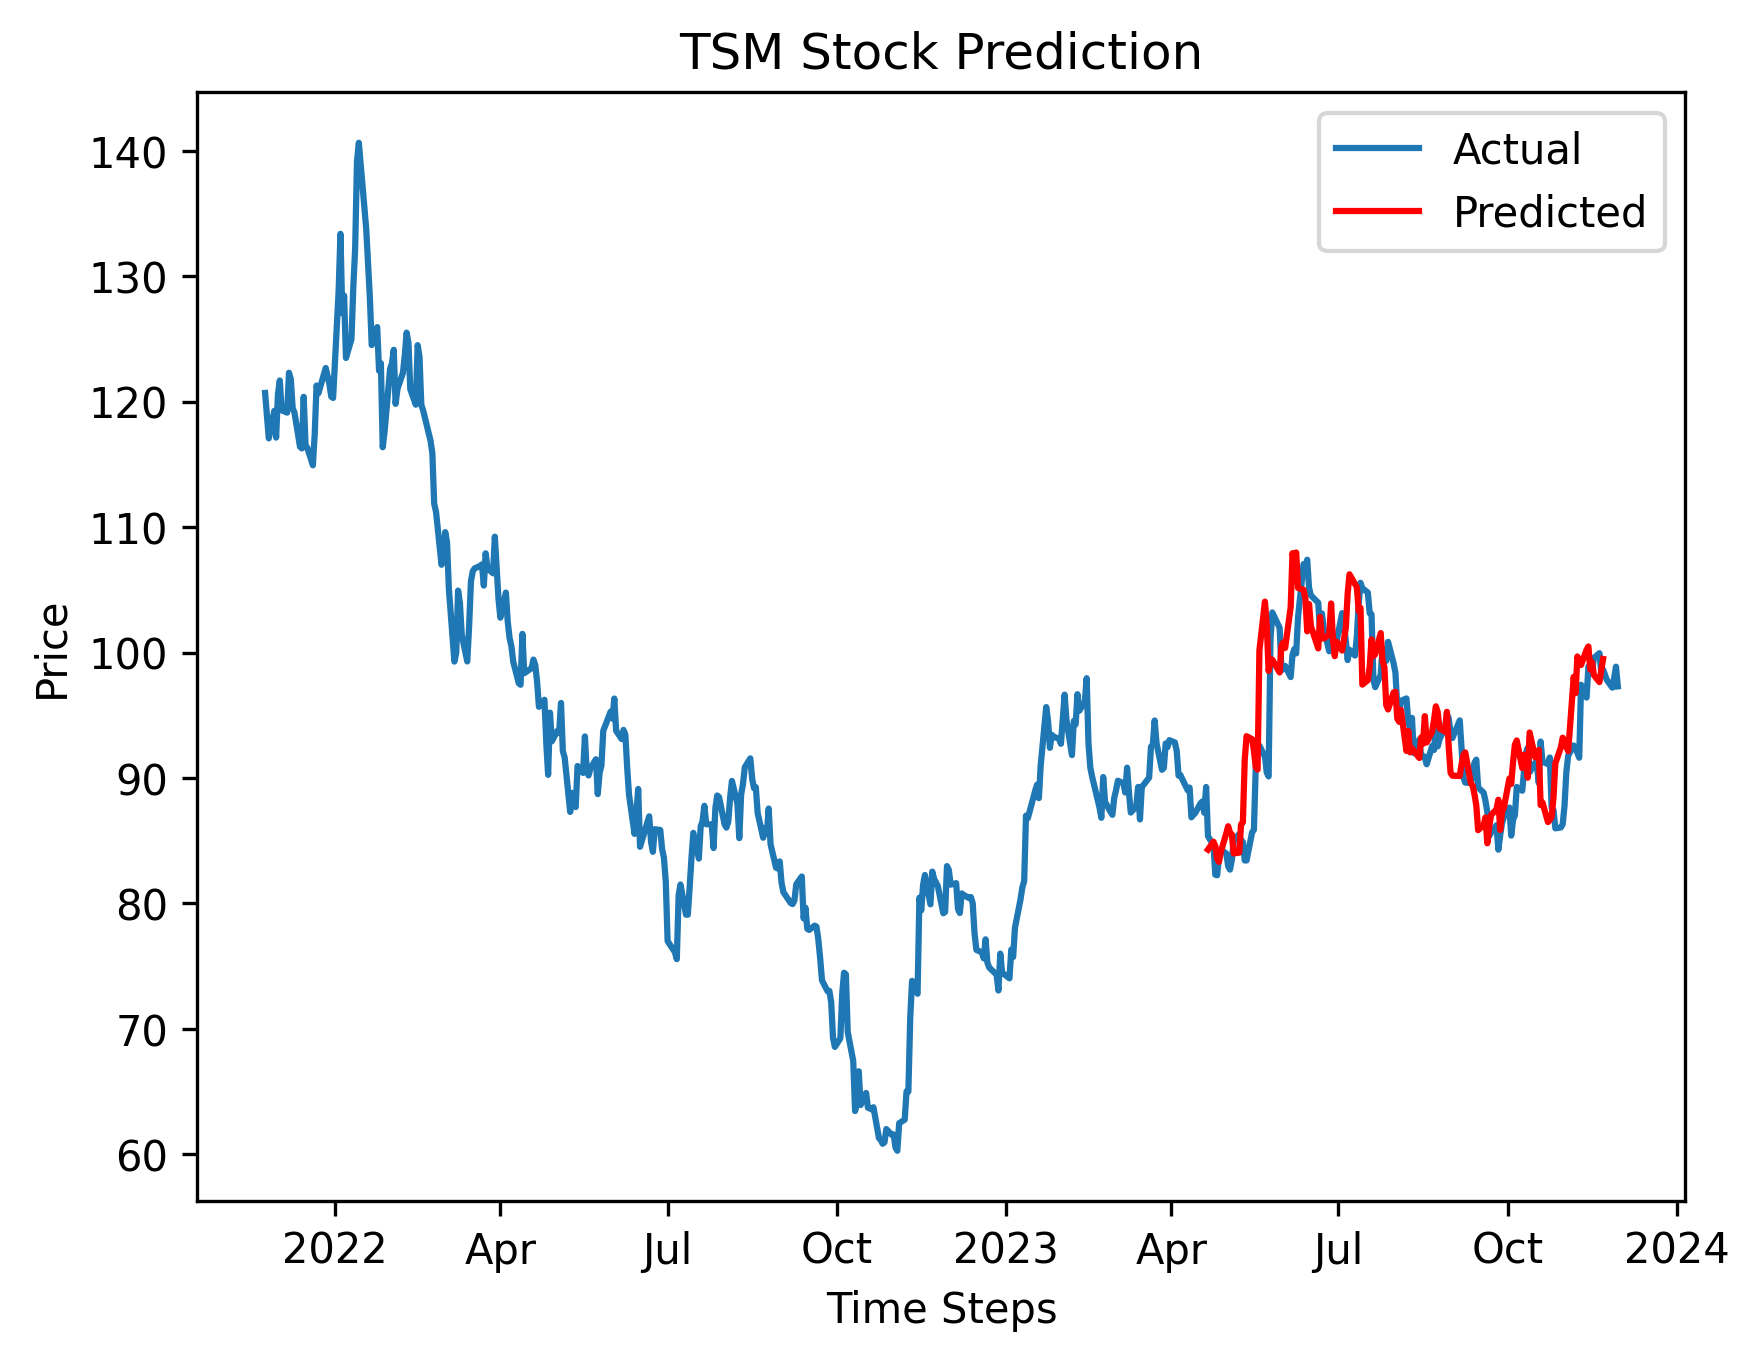 TSM Stock Prediction
Actual
Predicted
140
130
120
110
100
90
80
70
60
Price
2022 Apr Jul Oct 2023 Apr Jul Oct 2024
Time Steps